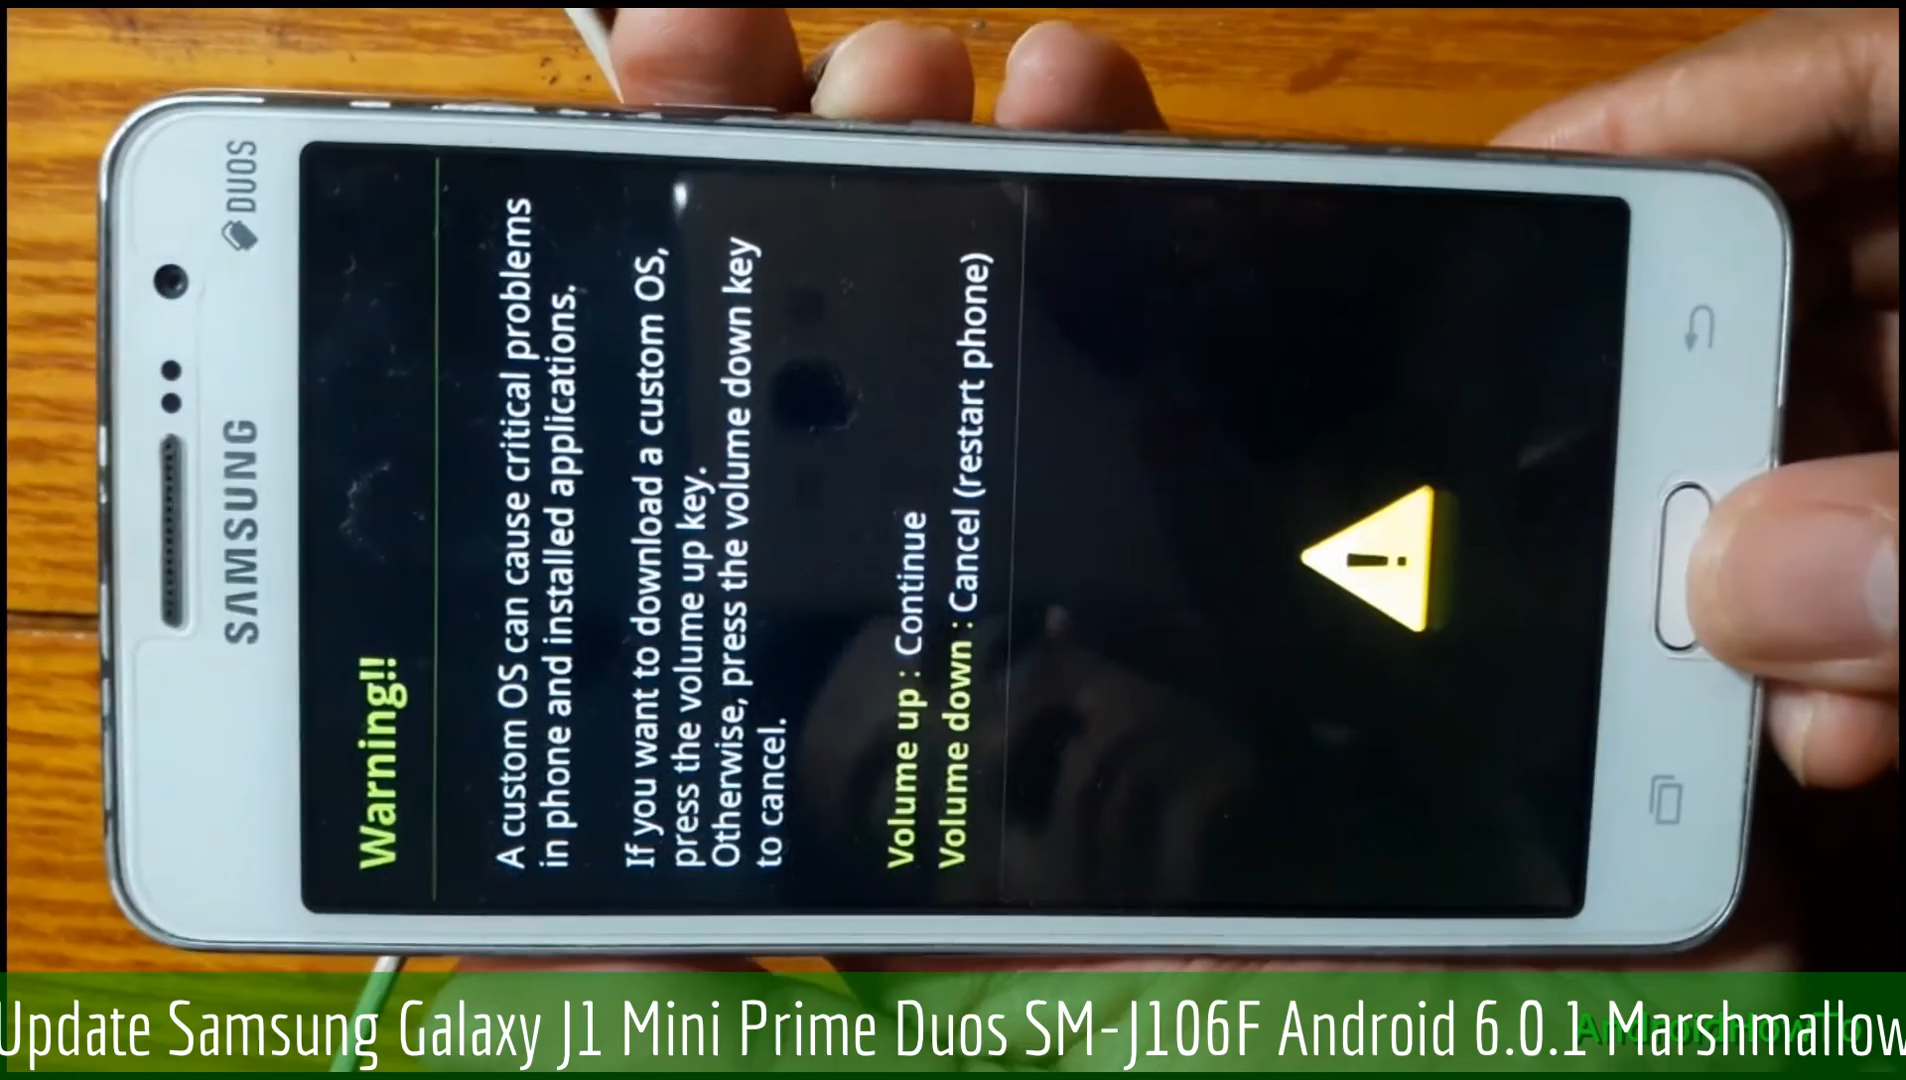 DUOS
SAMSUNG
Warning!!
A custom OS can cause critical problems
in phone and installed applications.
If you want to download a custom OS,
press the volume up key.
Otherwise, press the volume down key
to cancel.
Volume up : Continue
Volume down : Cancel (restart phone)
Update Samsung Galaxy J1 Mini Prime Duos SM-J106F Android 6.0.1 Marshmallow
AndroidHowTo